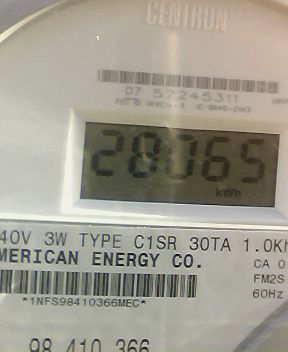 CENTRON®
07 57245311
28065
kWh
40V 3W TYPE C1SR 30TA 1.0Kh
MERICAN ENERGY CO.
CA 0
FM2S
60Hz
*1NFS98410366MEC*
98 410 366